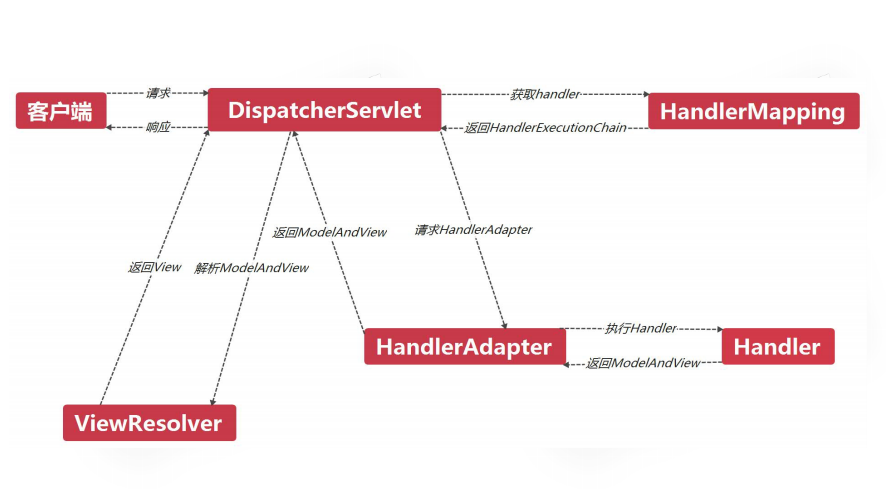 请求
获取handler
客户端
DispatcherServlet
HandlerMapping
响应
返回HandlerExecutionChain
返回ModelAndView
请求HandlerAdapter
返回View
解析ModelAndView
执行Handler
HandlerAdapter
Handler
返回ModelAndView
ViewResolver